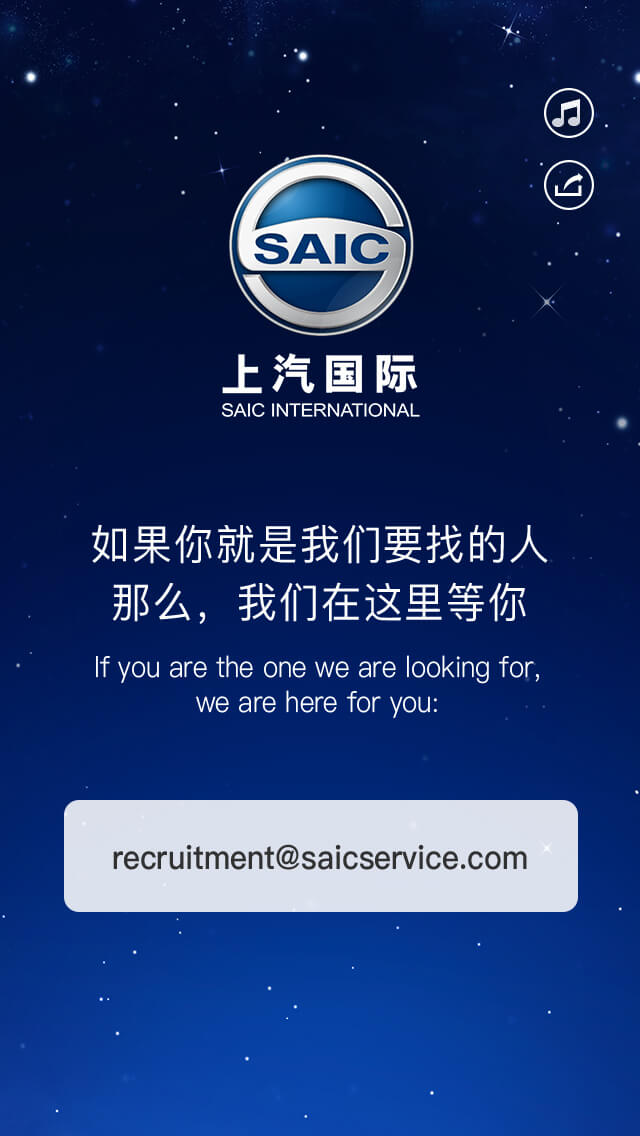 SAIC
上汽国际
SAIC INTERNATIONAL
如果你就是我们要找的人
那么，我们在这里等你
If you are the one we are looking for,
we are here for you:
recruitment@saicservice.com